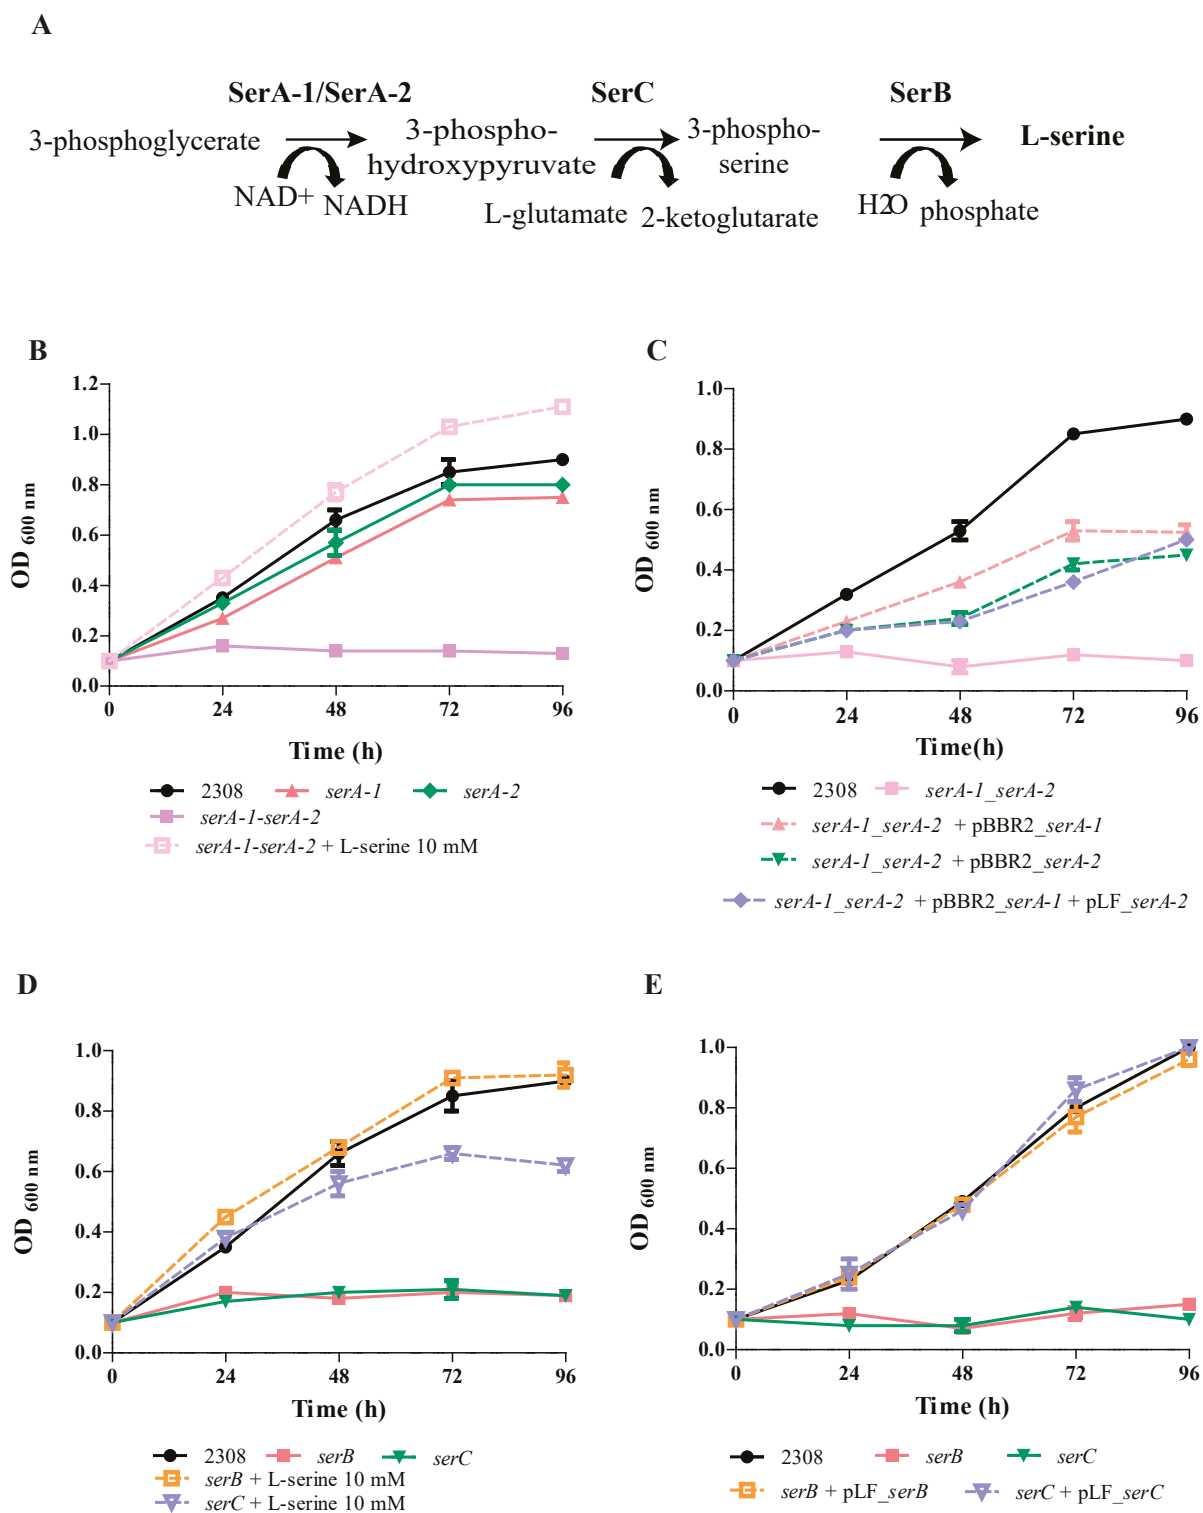 A
SerA-1/SerA-2 SerC SerB
3-phosphoglycerate 3-phospho-hydroxypyruvate 3-phospho-serine L-serine
NAD+ NADH L-glutamate 2-ketoglutarate H2O phosphate
B
1.2
1.0
0.8
0.6
0.4
0.2
0.0
OD 600 nm
0 24 48 72 96
Time (h)
2308 serA-1 serA-2
serA-1-serA-2
serA-1-serA-2 + L-serine 10 mM
C
1.0
0.8
0.6
0.4
0.2
0.0
OD 600 nm
0 24 48 72 96
Time(h)
2308 serA-1_serA-2
serA-1_serA-2 + pBBR2_serA-1
serA-1_serA-2 + pBBR2_serA-2
serA-1_serA-2 + pBBR2_serA-1 + pLF_serA-2
D
1.0
0.8
0.6
0.4
0.2
0.0
OD 600 nm
0 24 48 72 96
Time (h)
2308 serB serC
serB + L-serine 10 mM
serC + L-serine 10 mM
E
1.0
0.8
0.6
0.4
0.2
0.0
OD 600 nm
0 24 48 72 96
Time (h)
2308 serB serC
serB + pLF_serB serC + pLF_serC